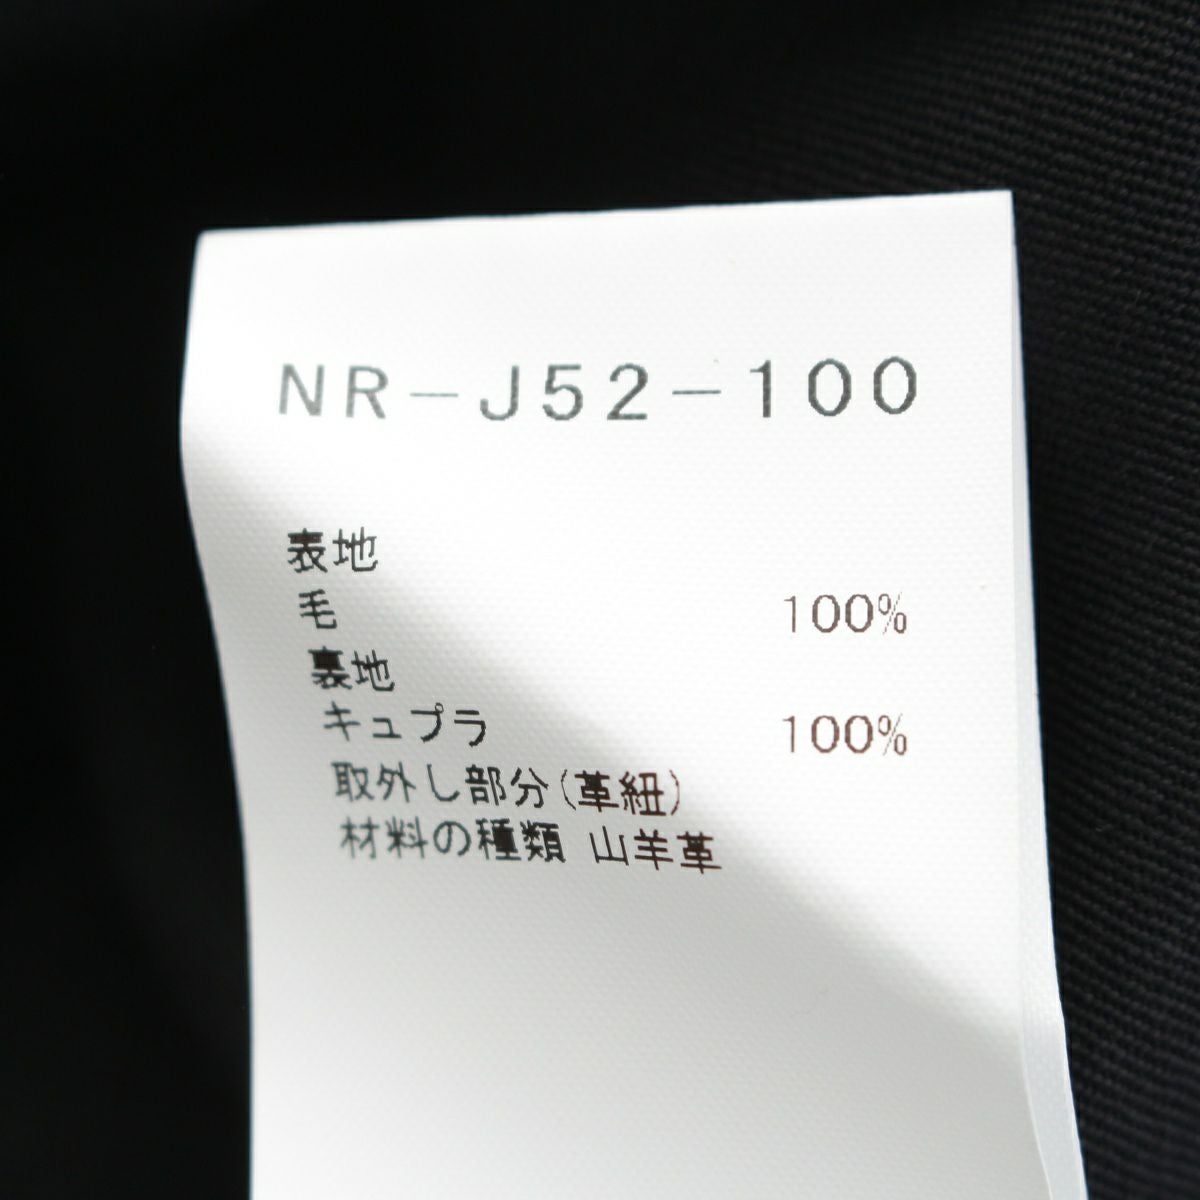 NR-J52-100
表地
毛 100%
裏地
キュプラ 100%
取外し部分(革紐)
材料の種類 山羊革